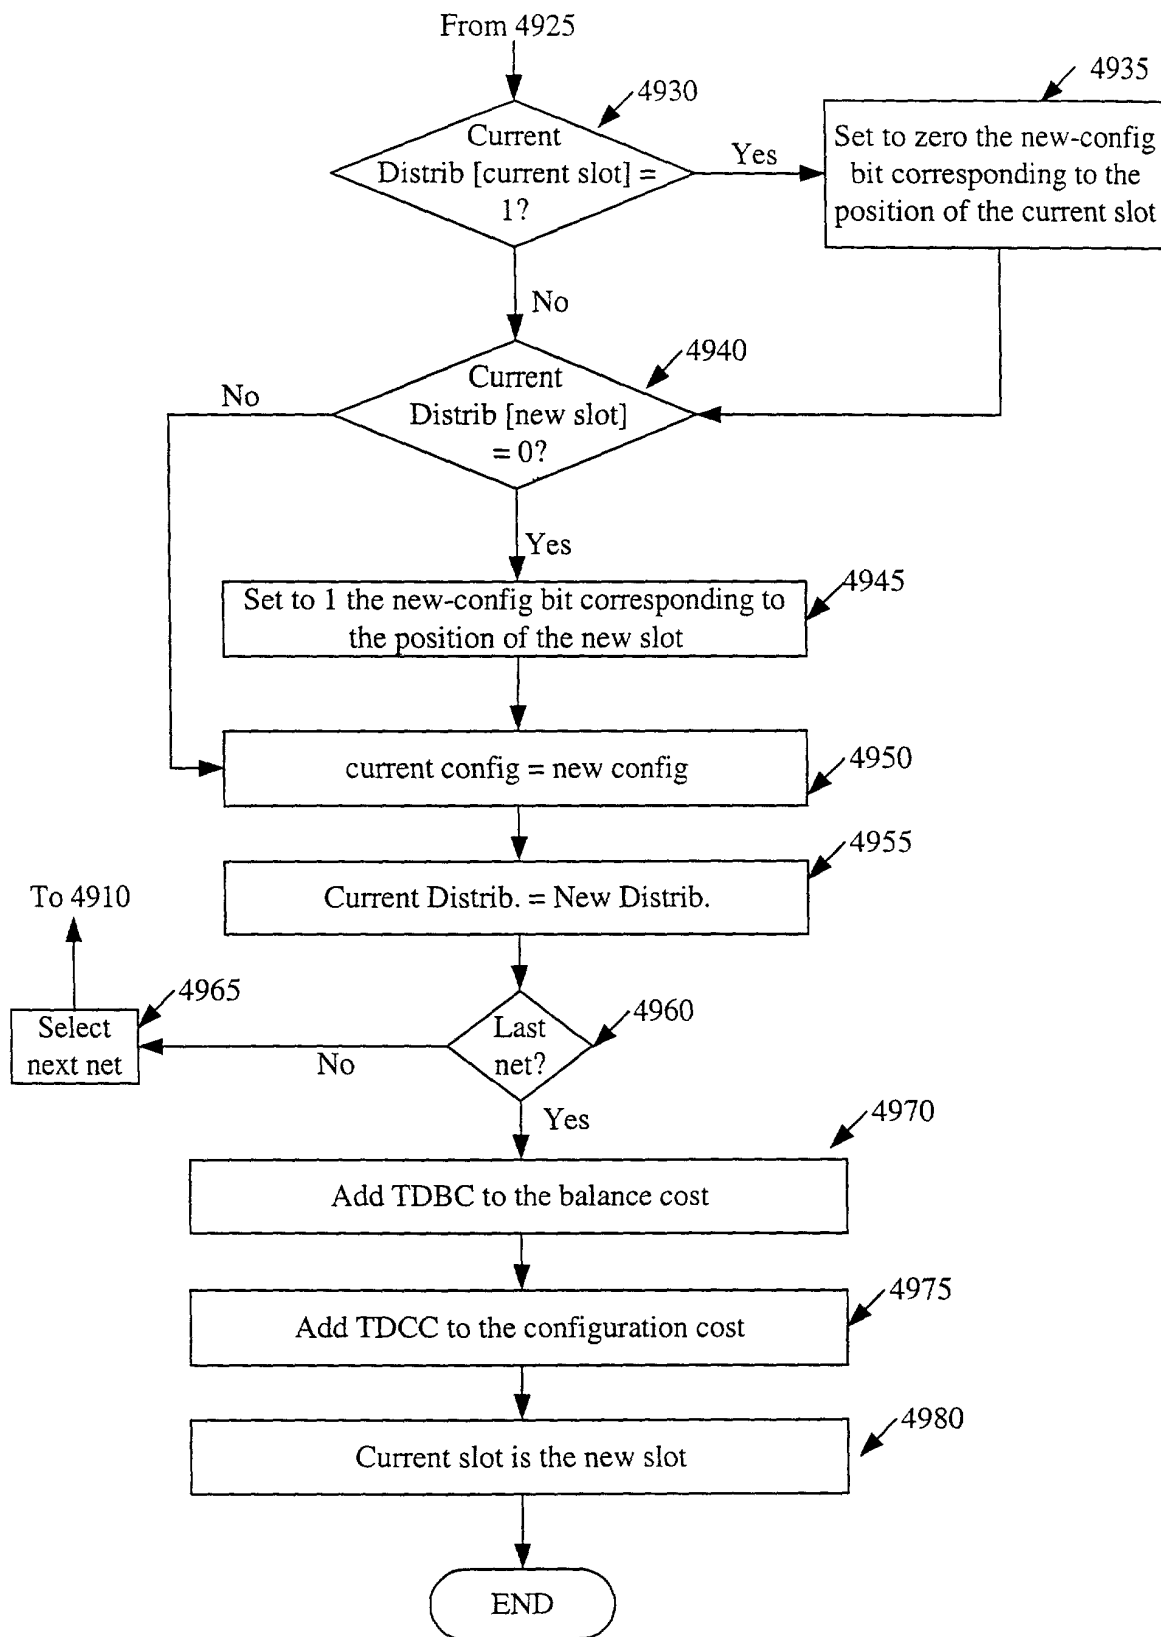 From 4925
4930
4935
Current
Distrib [current slot] =
1?
Yes
Set to zero the new-config
bit corresponding to the
position of the current slot
No
4940
Current
Distrib [new slot]
= 0?
No
Yes
4945
Set to 1 the new-config bit corresponding to
the position of the new slot
current config = new config
4950
4955
Current Distrib. = New Distrib.
To 4910
4965
Select
next net
No
Last
net?
4960
Yes
4970
Add TDBC to the balance cost
4975
Add TDCC to the configuration cost
4980
Current slot is the new slot
END